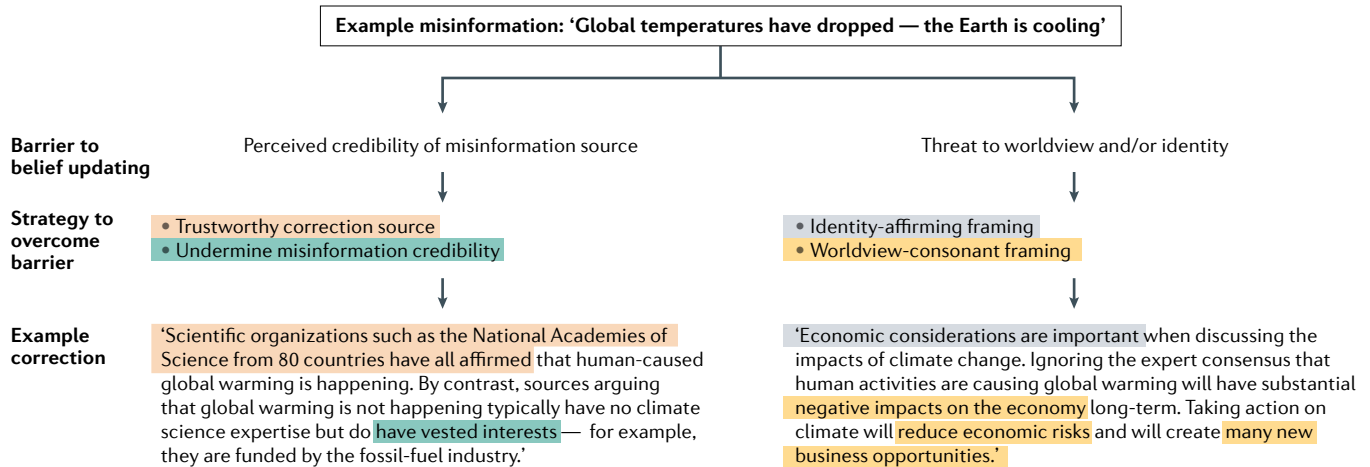 Example misinformation: ‘Global temperatures have dropped — the Earth is cooling’
Barrier to
belief updating
Perceived credibility of misinformation source
Threat to worldview and/or identity
Strategy to
overcome
barrier
• Trustworthy correction source
• Undermine misinformation credibility
• Identity-affirming framing
• Worldview-consonant framing
Example
correction
‘Scientific organizations such as the National Academies of
Science from 80 countries have all affirmed that human-caused
global warming is happening. By contrast, sources arguing
that global warming is not happening typically have no climate
science expertise but do have vested interests — for example,
they are funded by the fossil-fuel industry.’
‘Economic considerations are important when discussing the
impacts of climate change. Ignoring the expert consensus that
human activities are causing global warming will have substantial
negative impacts on the economy long-term. Taking action on
climate will reduce economic risks and will create many new
business opportunities.’